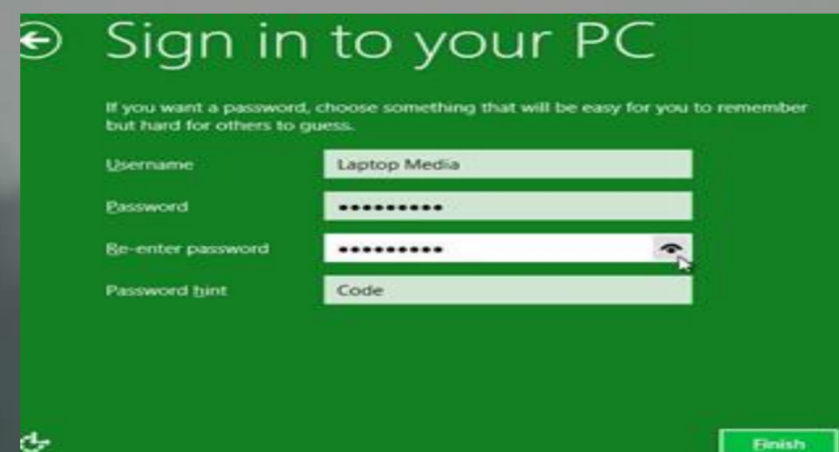 Sign in to your PC
If you want a password, choose something that will be easy for you to remember
but hard for others to guess.
Username
Laptop Media
Password
•••••••••
Re-enter password
•••••••••
Password hint
Code
Finish